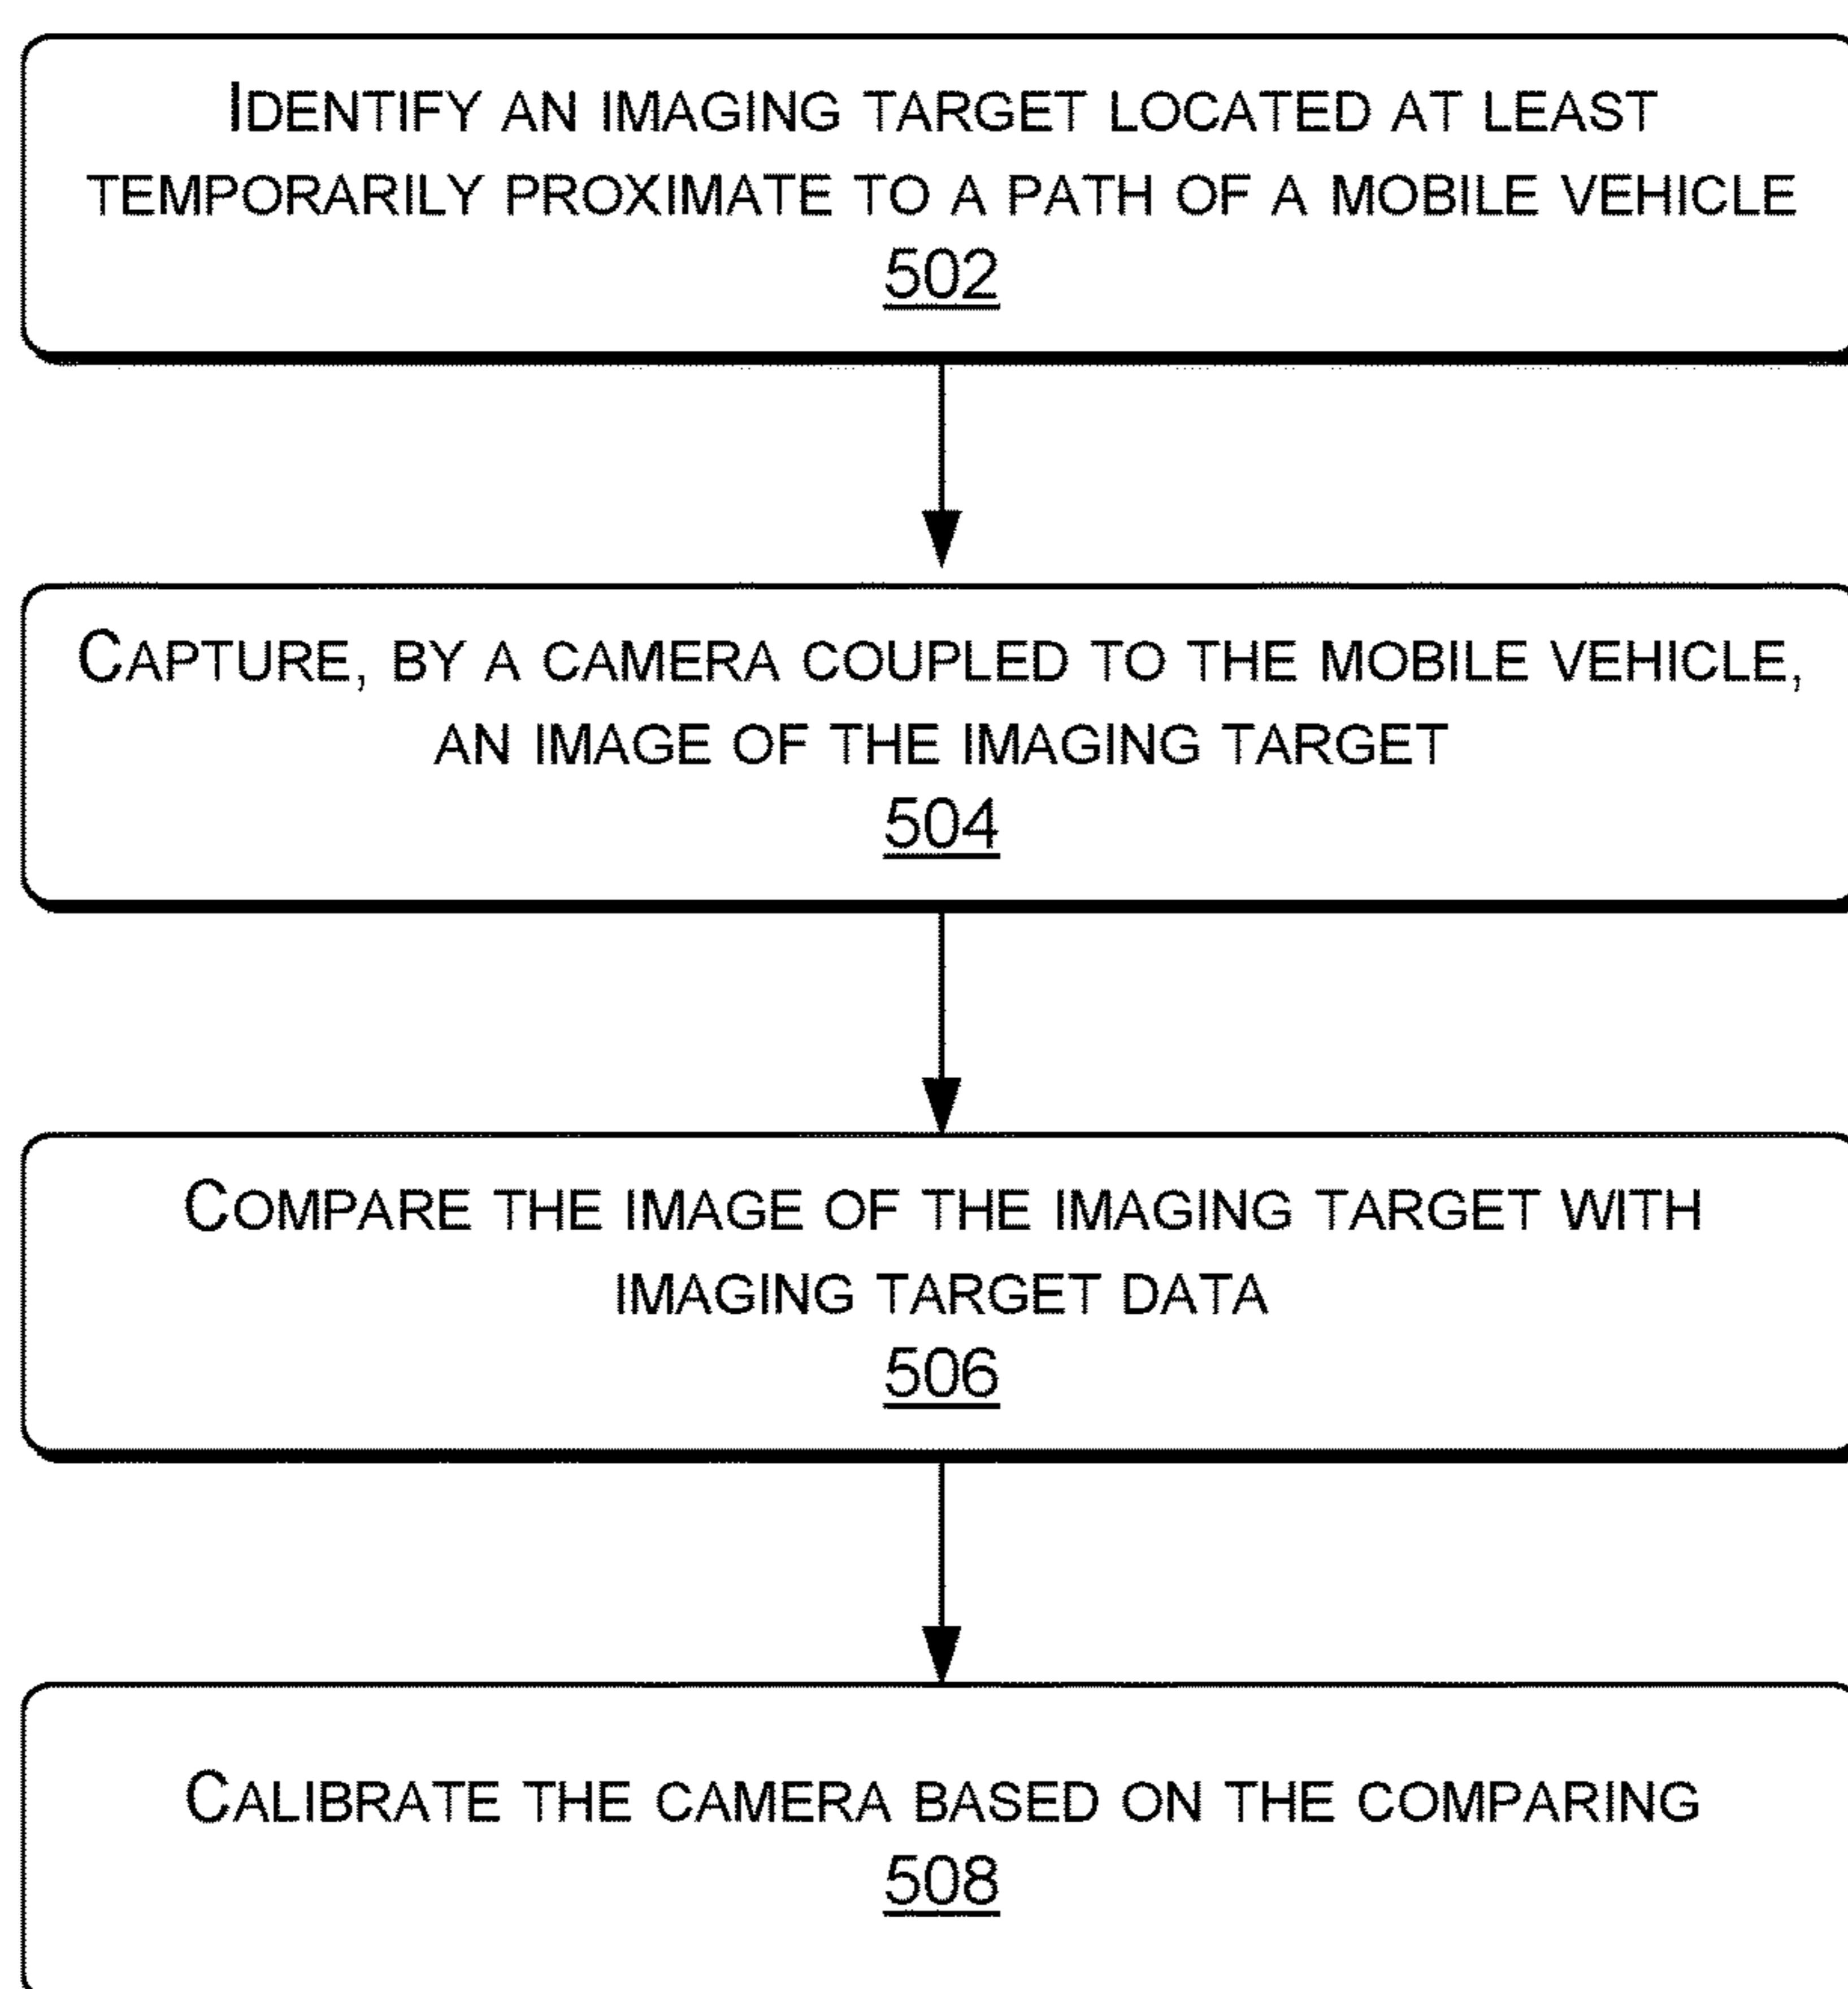 IDENTIFY AN IMAGING TARGET LOCATED AT LEAST
TEMPORARILY PROXIMATE TO A PATH OF A MOBILE VEHICLE
502
CAPTURE, BY A CAMERA COUPLED TO THE MOBILE VEHICLE,
AN IMAGE OF THE IMAGING TARGET
504
COMPARE THE IMAGE OF THE IMAGING TARGET WITH
IMAGING TARGET DATA
506
CALIBRATE THE CAMERA BASED ON THE COMPARING
508